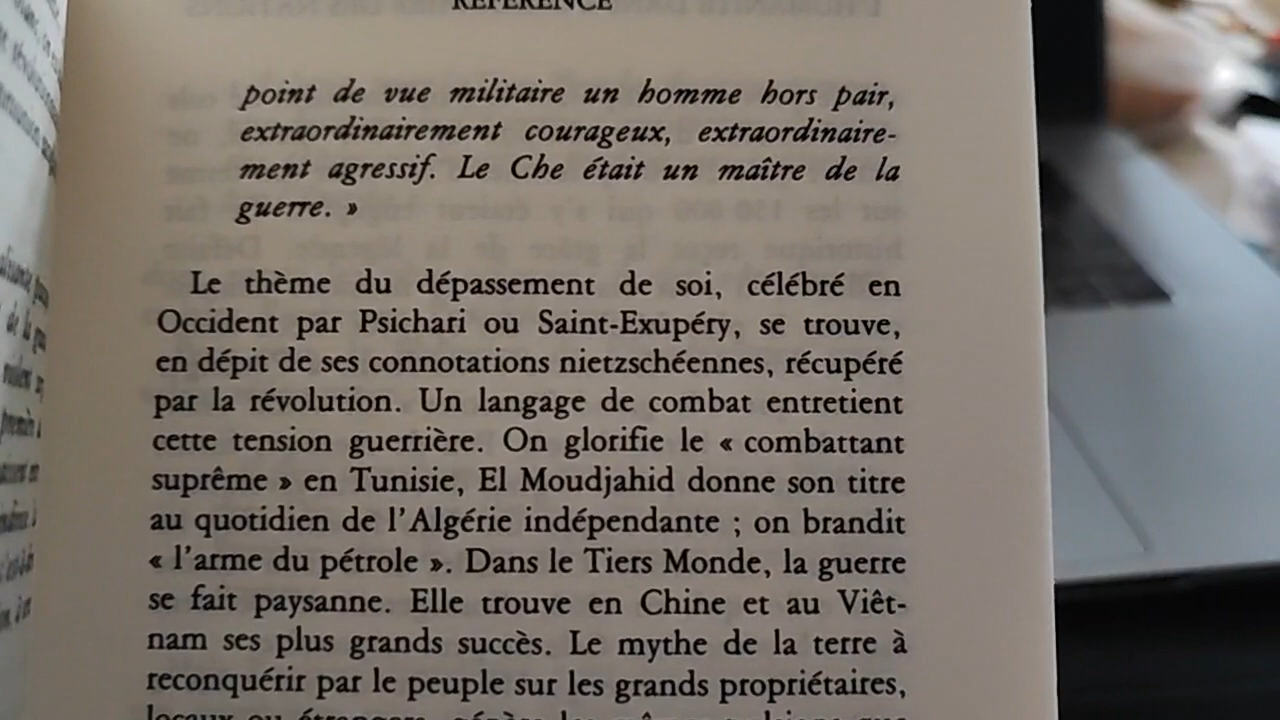 RÉFÉRENCE
point de vue militaire un homme hors pair,
extraordinairement courageux, extraordinaire-
ment agressif. Le Che était un maître de la
guerre. »
Le thème du dépassement de soi, célébré en
Occident par Psichari ou Saint-Exupéry, se trouve,
en dépit de ses connotations nietzschéennes, récupéré
par la révolution. Un langage de combat entretient
cette tension guerrière. On glorifie le « combattant
suprême » en Tunisie, El Moudjahid donne son titre
au quotidien de l'Algérie indépendante ; on brandit
« l'arme du pétrole ». Dans le Tiers Monde, la guerre
se fait paysanne. Elle trouve en Chine et au Viêt-
nam ses plus grands succès. Le mythe de la terre à
reconquérir par le peuple sur les grands propriétaires,